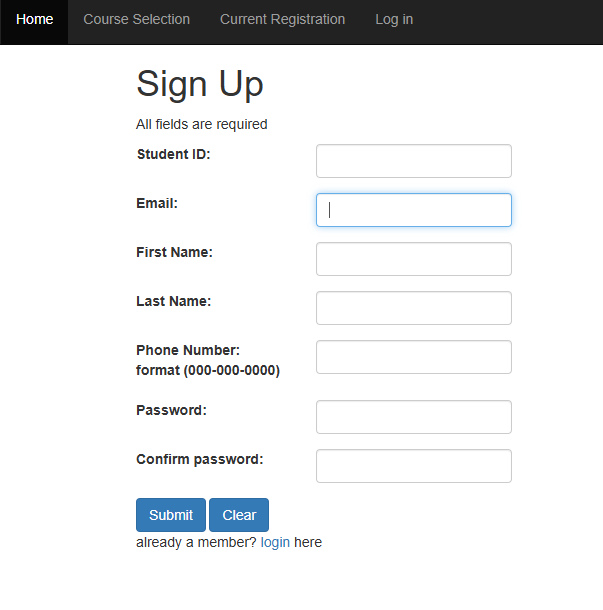 Home Course Selection Current Registration Log in
Sign Up
All fields are required
Student ID:
Email:
First Name:
Last Name:
Phone Number:
format (000-000-0000)
Password:
Confirm password:
Submit Clear
already a member? login here